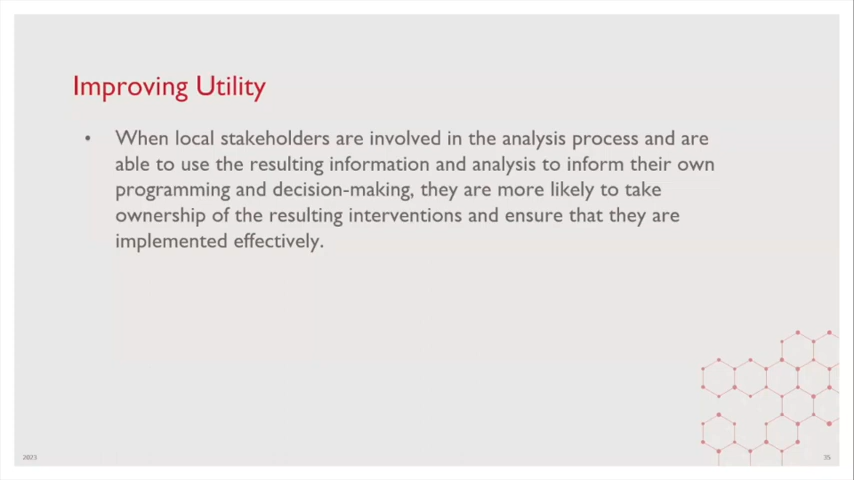 Improving Utility
• When local stakeholders are involved in the analysis process and are
able to use the resulting information and analysis to inform their own
programming and decision-making, they are more likely to take
ownership of the resulting interventions and ensure that they are
implemented effectively.
2023
35